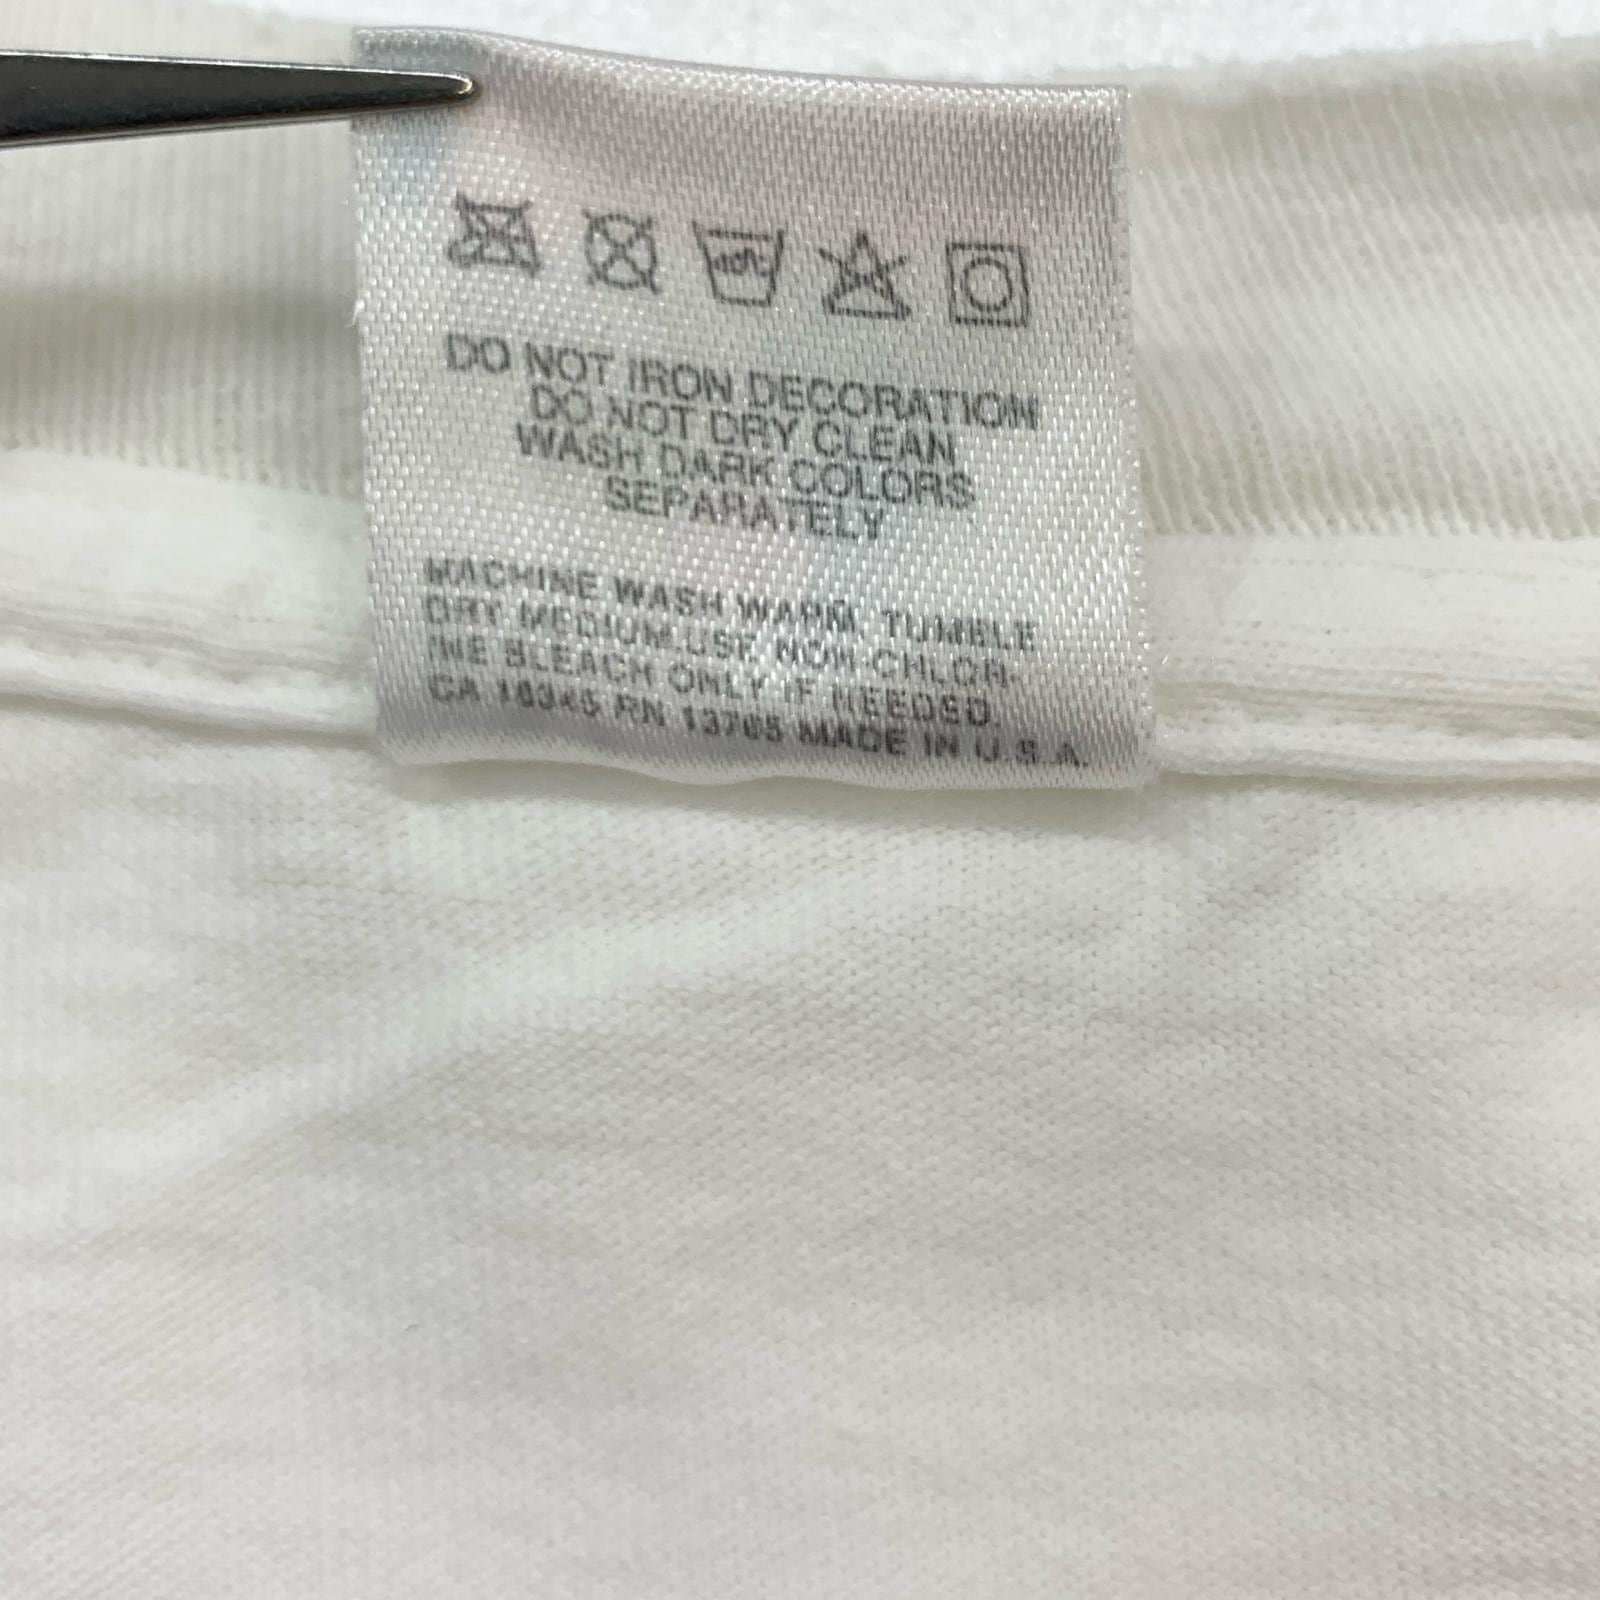 DO NOT IRON DECORATION
DO NOT DRY CLEAN
WASH DARK COLORS
SEPARATELY
MACHINE WASH WARM, TUMBLE
DRY MEDIUM.USE NON-CHLOR-
INE BLEACH ONLY IF NEEDED.
CA 10345 RN 13765 MADE IN U.S.A.